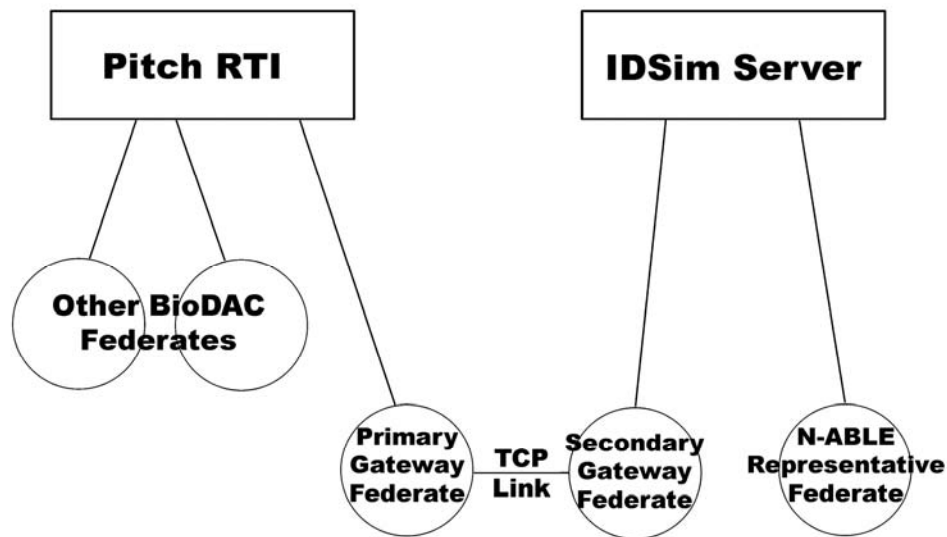 Pitch RTI
IDSim Server
Other BioDAC
Federates
Primary
Gateway
Federate
TCP
Link
Secondary
Gateway
Federate
N-ABLE
Representative
Federate